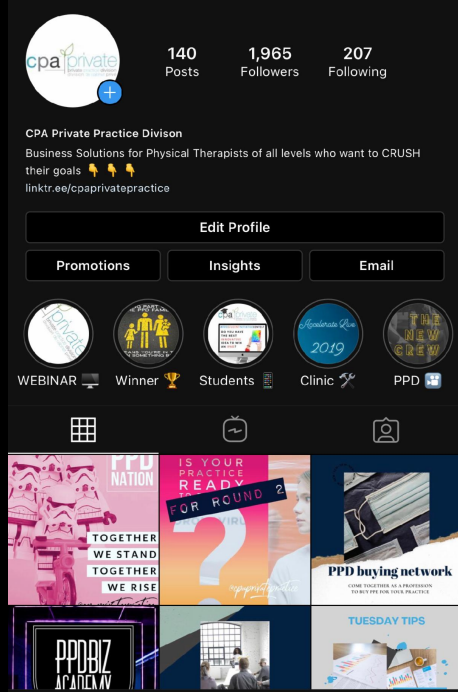 cpa private
140
1,965
207
Posts
Followers
Following
CPA Private Practice Divison
Business Solutions for Physical Therapists of all levels who want to CRUSH
their goals 👇 👇 👇
linktr.ee/cpaprivatepractice
Edit Profile
Promotions
Insights
Email
private
Accelerate Live
2019
THE
NEW
CREW
WEBINAR 🖥️
Winner 🏆
Students 📱
Clinic 🛠️
PPD 🎦
PPD
NATION
TOGETHER
WE STAND
TOGETHER
WE RISE
IS YOUR
PRACTICE
READY
FOR ROUND 2
?
PPD buying network
COME TOGETHER AS A PROFESSION
TO BUY PPE FOR YOUR PRACTICE
PPDBIZ
ACADEMY
TUESDAY TIPS